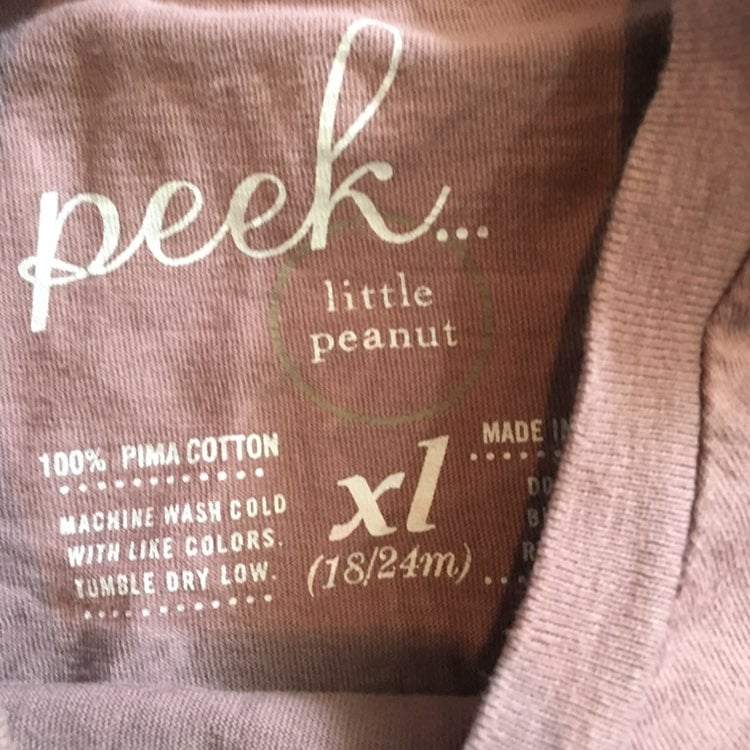 peek...
little
peanut
100% PIMA COTTON
MACHINE WASH COLD
WITH LIKE COLORS.
TUMBLE DRY LOW.
xl
(18/24m)
MADE